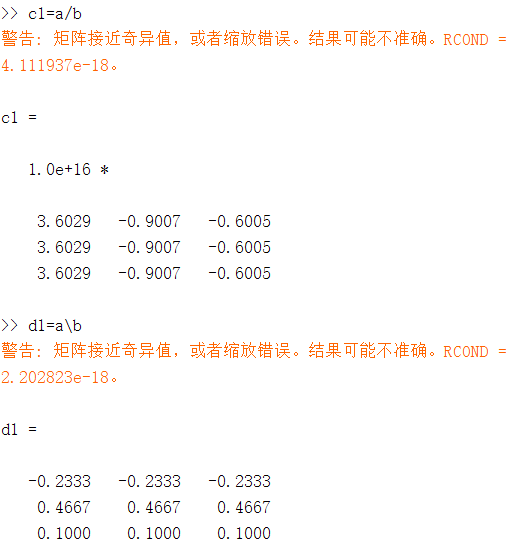 >> c1=a/b
警告: 矩阵接近奇异值，或者缩放错误。结果可能不准确。RCOND =
4.111937e-18。
c1 =
1.0e+16 *
3.6029 -0.9007 -0.6005
3.6029 -0.9007 -0.6005
3.6029 -0.9007 -0.6005
>> d1=a\b
警告: 矩阵接近奇异值，或者缩放错误。结果可能不准确。RCOND =
2.202823e-18。
d1 =
-0.2333 -0.2333 -0.2333
0.4667 0.4667 0.4667
0.1000 0.1000 0.1000